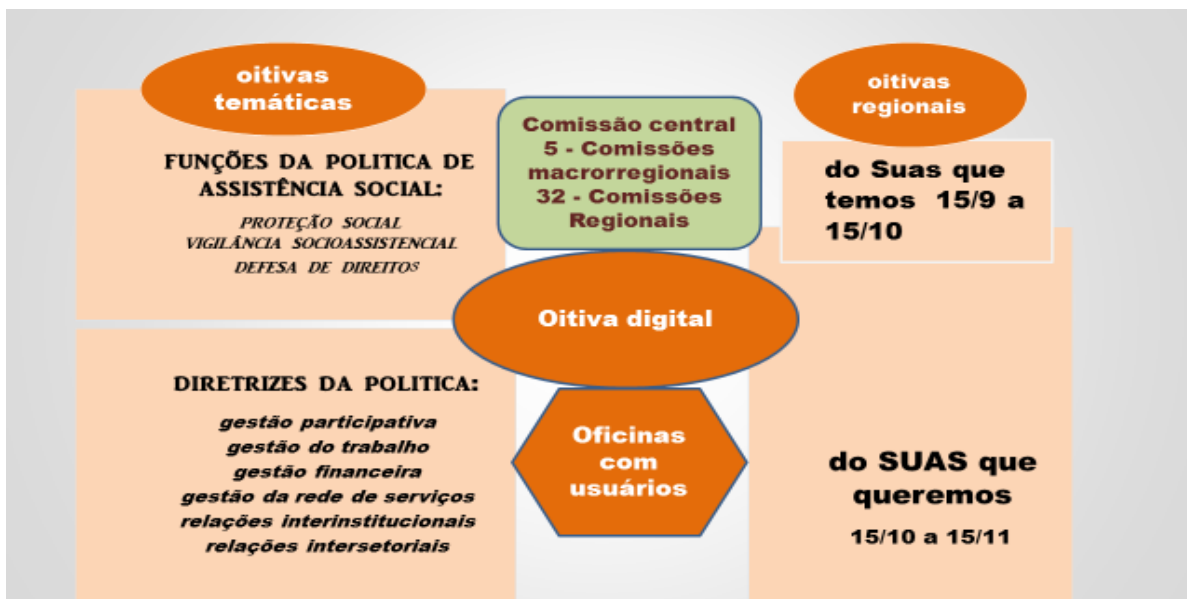 oitivas
temáticas
FUNÇÕES DA POLITICA DE
ASSISTÊNCIA SOCIAL:
PROTEÇÃO SOCIAL
VIGILÂNCIA SOCIOASSISTENCIAL
DEFESA DE DIREITOS
DIRETRIZES DA POLITICA:
gestão participativa
gestão do trabalho
gestão financeira
gestão da rede de serviços
relações interinstitucionais
relações intersetoriais
Comissão central
5 - Comissões
macrorregionais
32 - Comissões
Regionais
Oitiva digital
Oficinas
com
usuários
oitivas
regionais
do Suas que
temos 15/9 a
15/10
do SUAS que
queremos
15/10 a 15/11